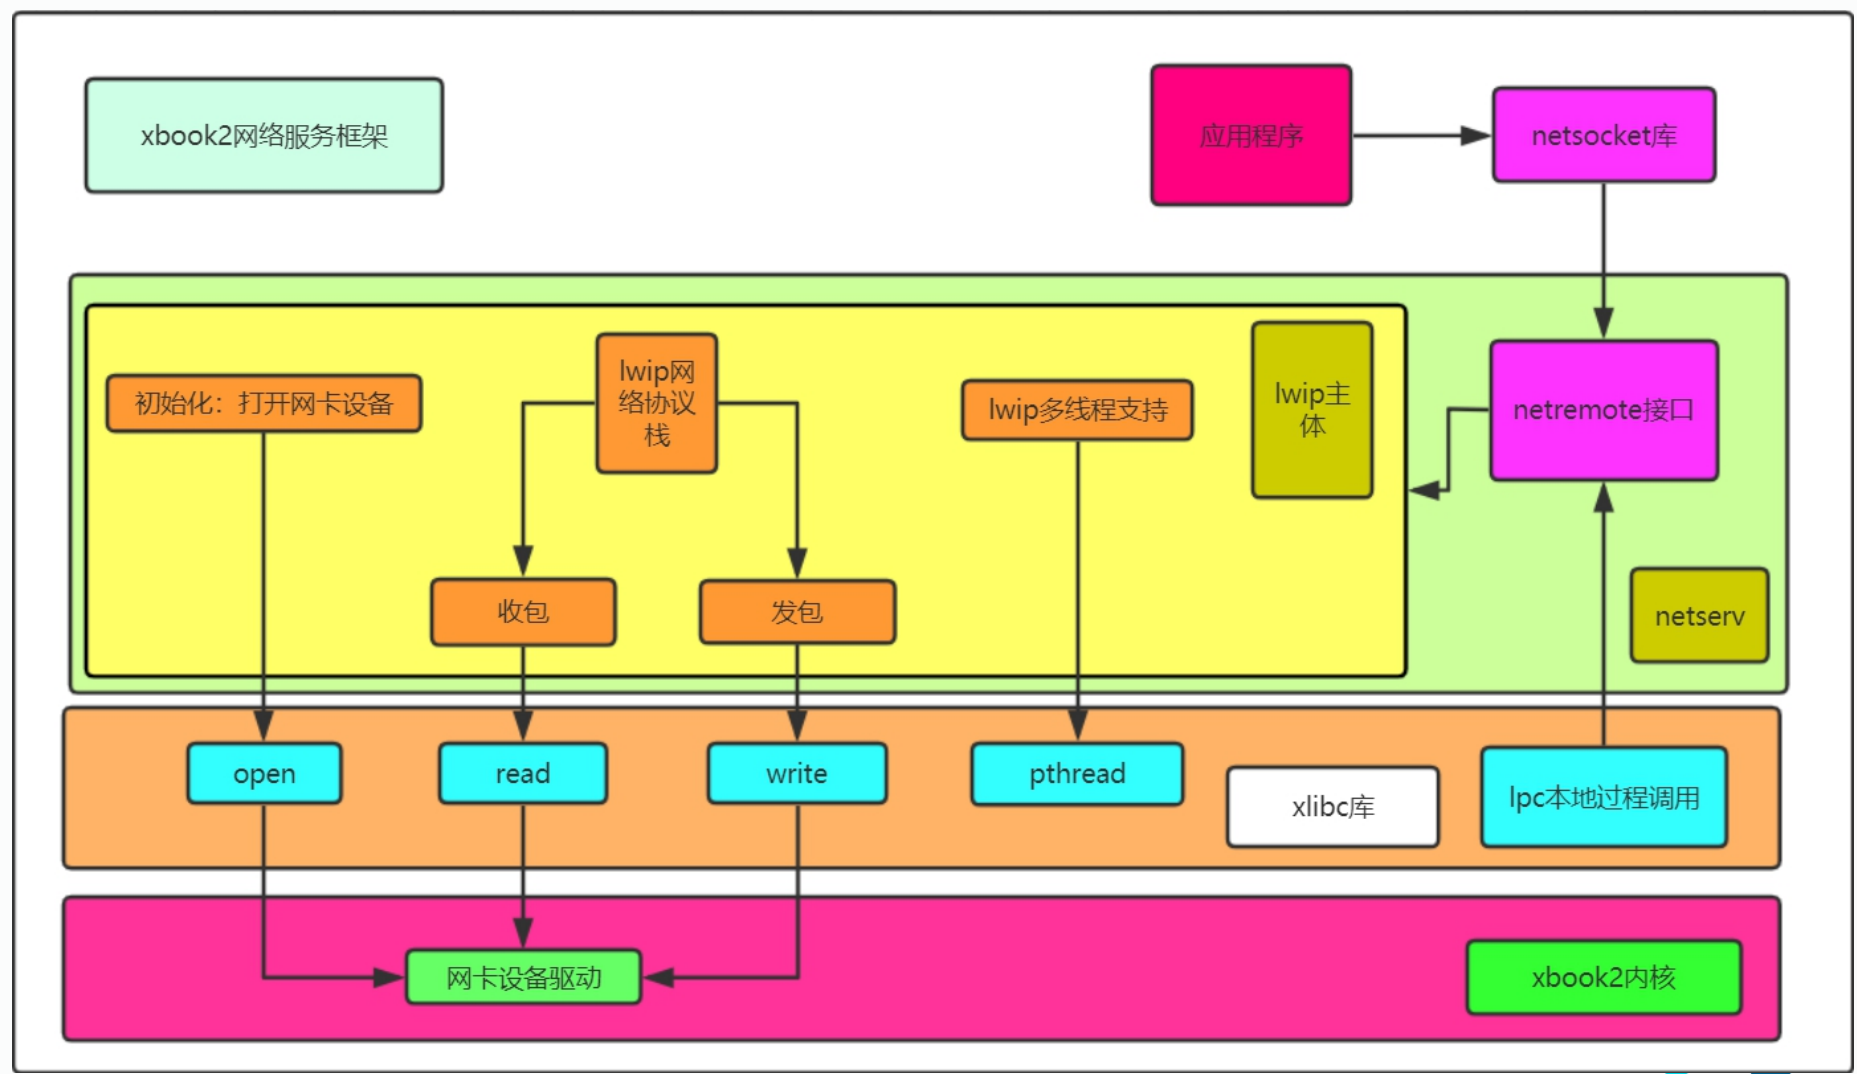 xbook2网络服务框架
应用程序
netsocket库
初始化：打开网卡设备
lwip网
络协议
栈
lwip多线程支持
lwip主
体
netremote接口
收包
发包
netserv
open
read
write
pthread
xlibc库
lpc本地过程调用
网卡设备驱动
xbook2内核